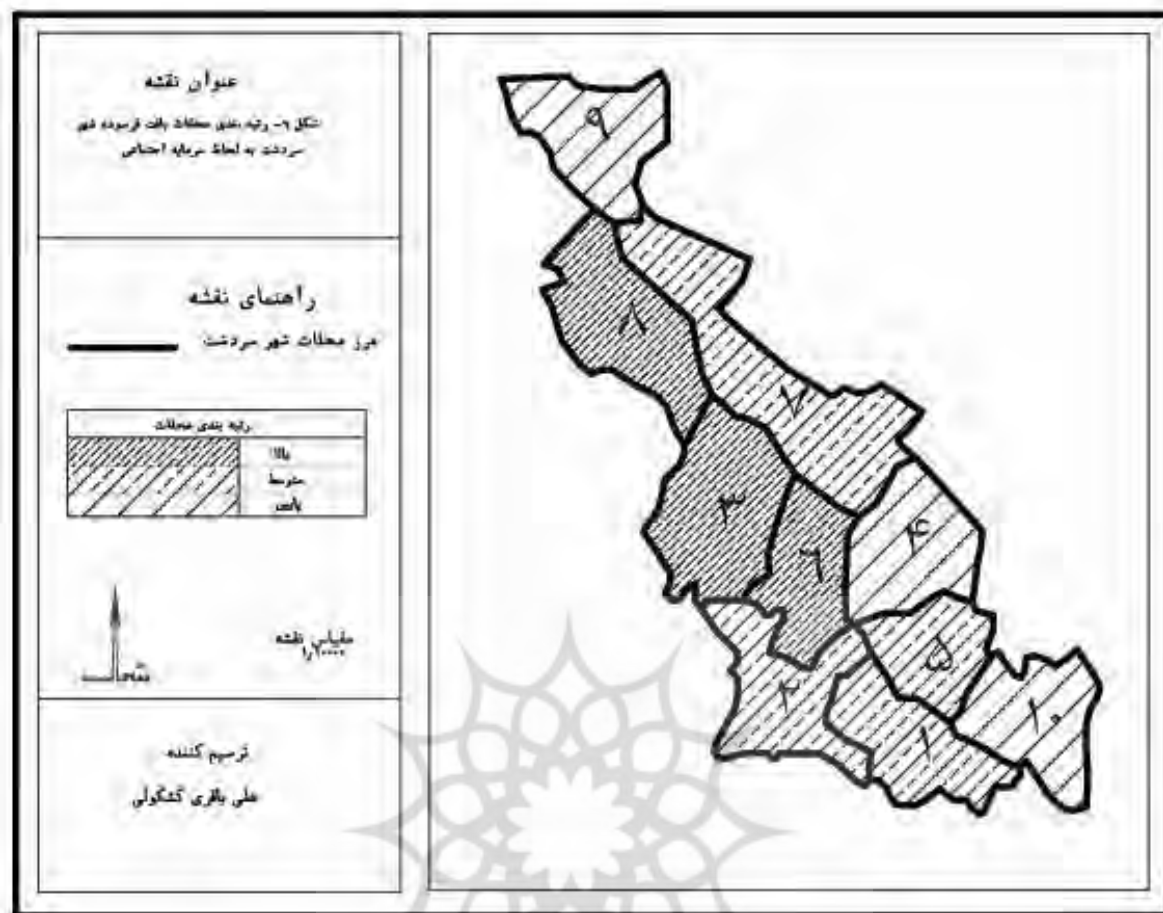 عنوان نقشه
شکل ۹- رتبه بندی محلات بافت فرسوده شهر
سردشت به لحاظ سرمایه اجتماعی
راهنمای نقشه
مرز محلات شهر سردشت
رتبه بندی محلات
بالا
متوسط
پائین
مقیاس نقشه
ترسیم کننده
علی باقری کشکولی
۹
۸
۷
۳
۶
۴
۵
۲
۱
۱۰